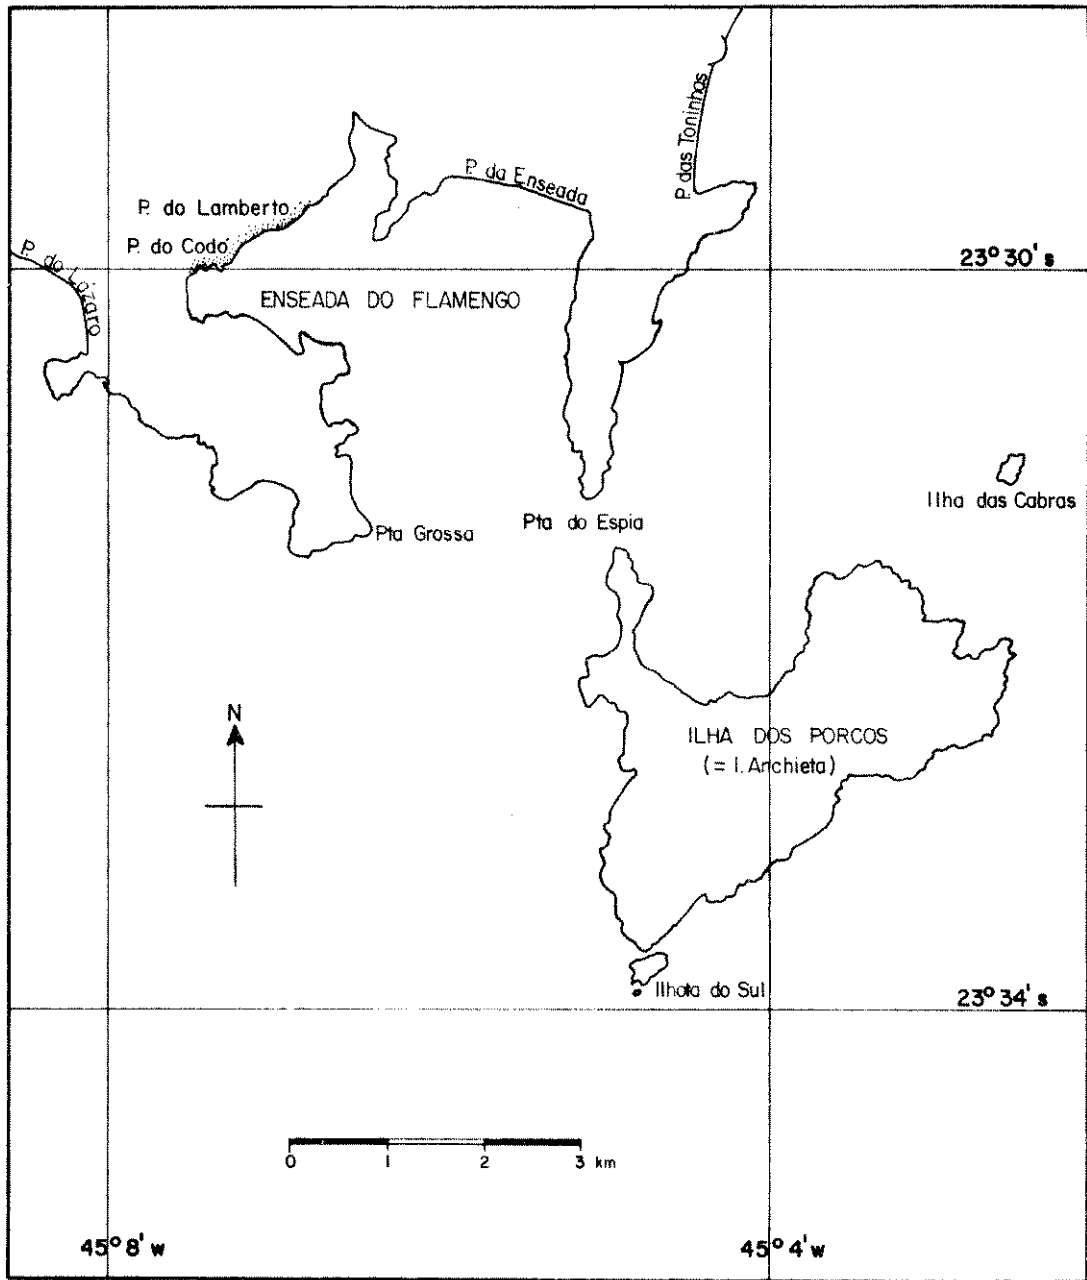 P. das Toninhas
P. da Enseada
P. do Lamberto
P. do Codó
P. do Lázaro
23° 30' s
ENSEADA DO FLAMENGO
Ilha das Cabras
Pta do Espia
Pta Grossa
N
ILHA DOS PORCOS
(= I. Anchieta)
Ilhota do Sul
23° 34' s
0 1 2 3 km
45° 8' w
45° 4' w